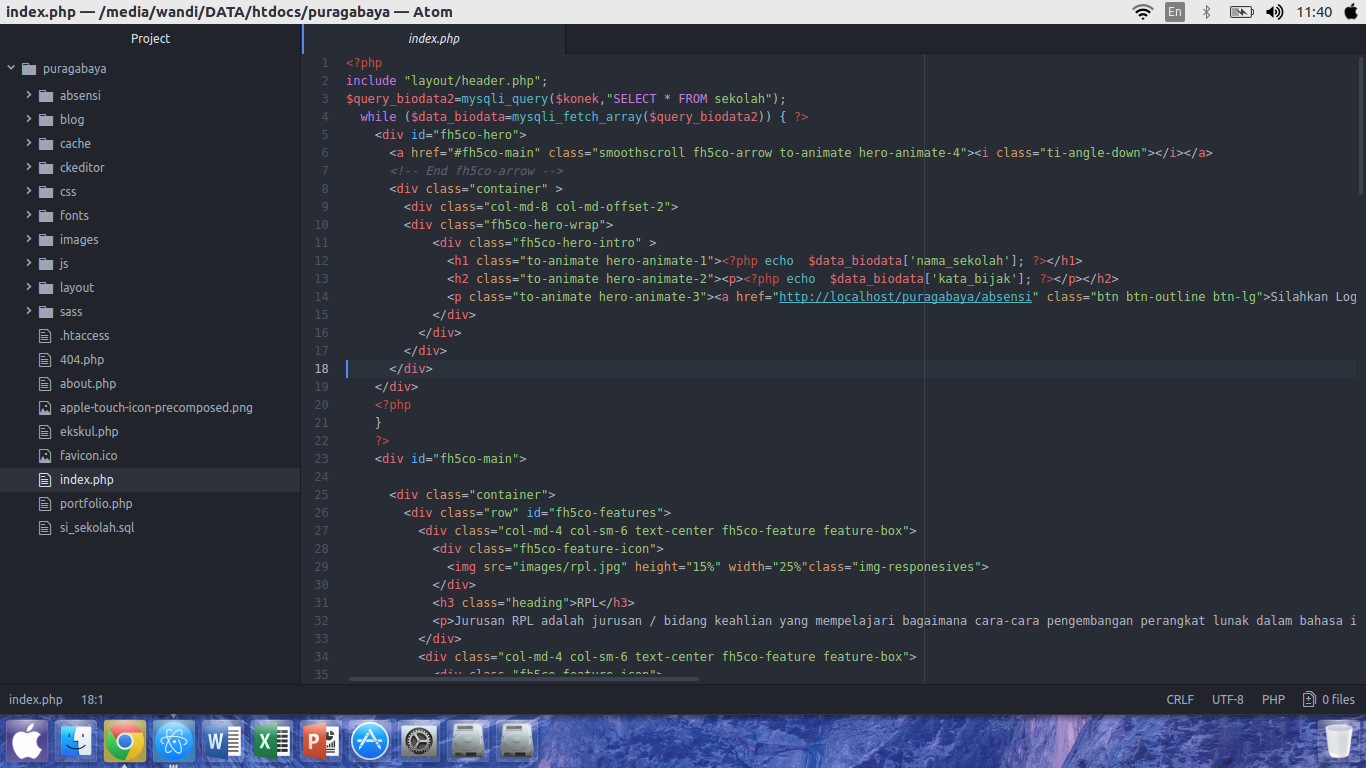 index.php — /media/wandi/DATA/htdocs/puragabaya — Atom
En
11:40
Project
index.php
puragabaya
absensi
blog
cache
ckeditor
css
fonts
images
js
layout
sass
.htaccess
404.php
about.php
apple-touch-icon-precomposed.png
ekskul.php
favicon.ico
index.php
portfolio.php
si_sekolah.sql
1 <?php
2 include "layout/header.php";
3 $query_biodata2=mysqli_query($konek,"SELECT * FROM sekolah");
4 while ($data_biodata=mysqli_fetch_array($query_biodata2)) { ?>
5 <div id="fh5co-hero">
6 <a href="#fh5co-main" class="smoothscroll fh5co-arrow to-animate hero-animate-4"><i class="ti-angle-down"></i></a>
7 <!-- End fh5co-arrow -->
8 <div class="container" >
9 <div class="col-md-8 col-md-offset-2">
10 <div class="fh5co-hero-wrap">
11 <div class="fh5co-hero-intro" >
12 <h1 class="to-animate hero-animate-1"><?php echo  $data_biodata['nama_sekolah']; ?></h1>
13 <h2 class="to-animate hero-animate-2"><p><?php echo  $data_biodata['kata_bijak']; ?></p></h2>
14 <p class="to-animate hero-animate-3"><a href="http://localhost/puragabaya/absensi" class="btn btn-outline btn-lg">Silahkan Log
15 </div>
16 </div>
17 </div>
18 </div>
19 </div>
20 <?php
21 }
22 ?>
23 <div id="fh5co-main">
24
25 <div class="container">
26 <div class="row" id="fh5co-features">
27 <div class="col-md-4 col-sm-6 text-center fh5co-feature feature-box">
28 <div class="fh5co-feature-icon">
29 <img src="images/rpl.jpg" height="15%" width="25%"class="img-responesives">
30 </div>
31 <h3 class="heading">RPL</h3>
32 <p>Jurusan RPL adalah jurusan / bidang keahlian yang mempelajari bagaimana cara-cara pengembangan perangkat lunak dalam bahasa i
33 </div>
34 <div class="col-md-4 col-sm-6 text-center fh5co-feature feature-box">
35 <div class="fh5co-feature-icon">
index.php 18:1 CRLF UTF-8 PHP 0 files
W X P